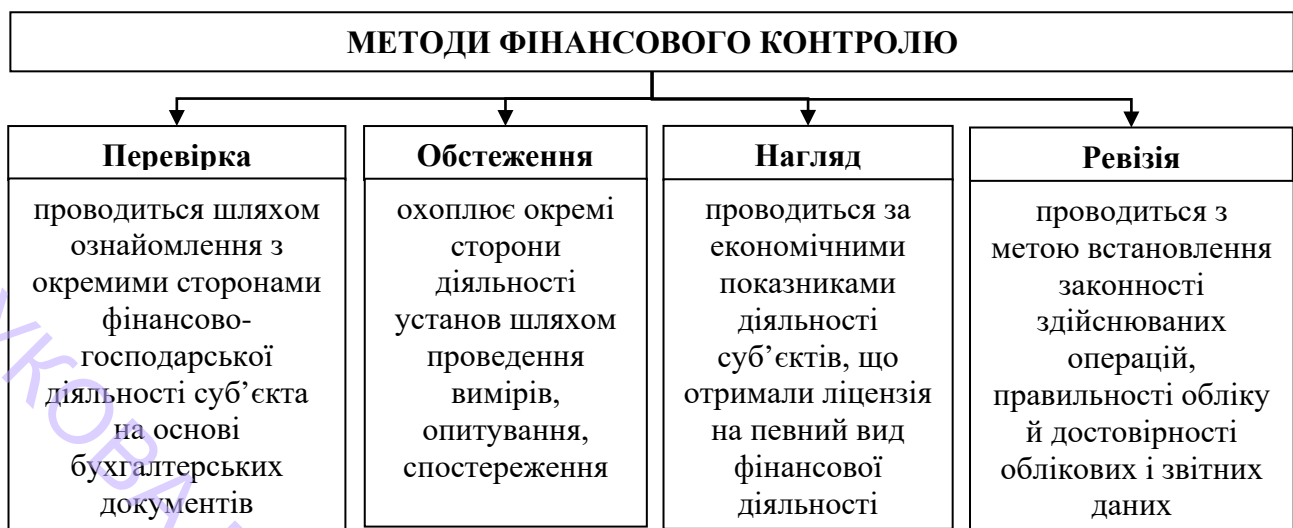 МЕТОДИ ФІНАНСОВОГО КОНТРОЛЮ
Перевірка
проводиться шляхом
ознайомлення з
окремими сторонами
фінансово-
господарської
діяльності суб’єкта
на основі
бухгалтерських
документів
Обстеження
охоплює окремі
сторони
діяльності
установ шляхом
проведення
вимірів,
опитування,
спостереження
Нагляд
проводиться за
економічними
показниками
діяльності
суб’єктів, що
отримали ліцензія
на певний вид
фінансової
діяльності
Ревізія
проводиться з
метою встановлення
законності
здійснюваних
операцій,
правильності обліку
й достовірності
облікових і звітних
даних